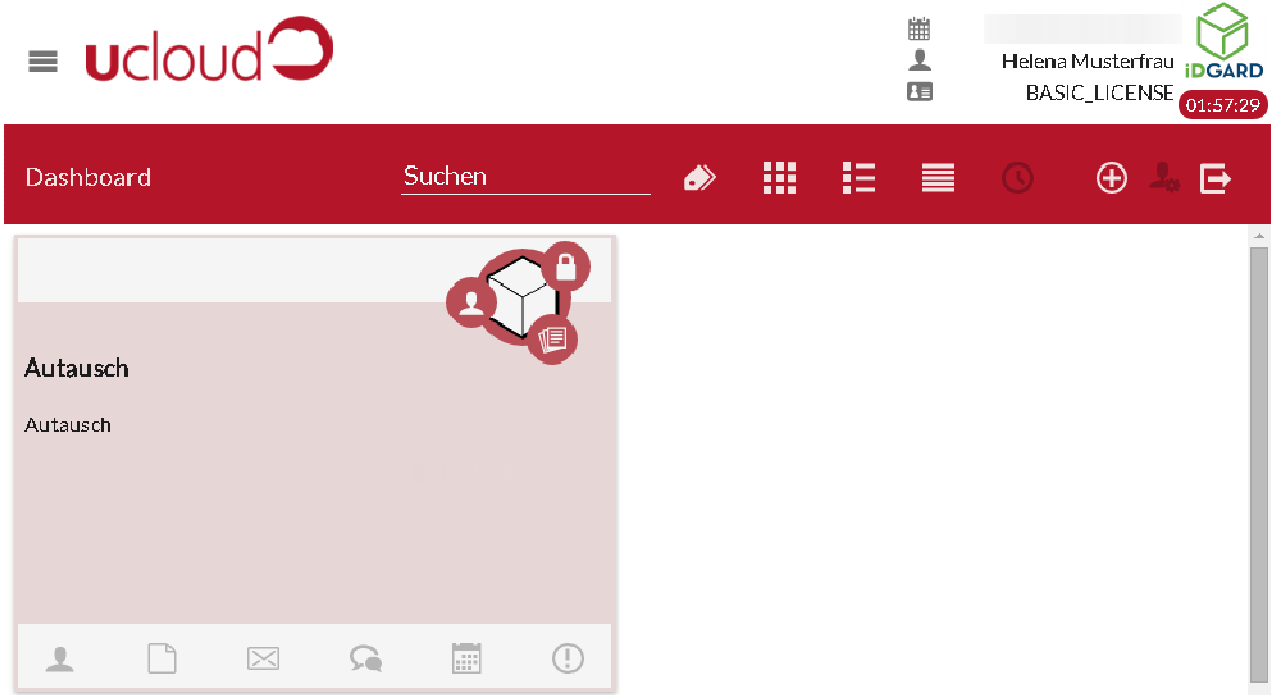 ucloud
Helena Musterfrau
BASIC_LICENSE
iDGARD
01:57:29
Dashboard
Suchen
Autausch
Autausch